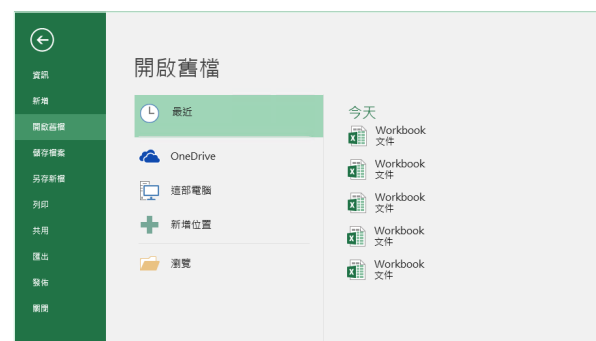 資訊
新增
開啟舊檔
儲存檔案
另存新檔
列印
共用
匯出
發佈
關閉
開啟舊檔
最近
OneDrive
這部電腦
新增位置
瀏覽
今天
Workbook
文件
Workbook
文件
Workbook
文件
Workbook
文件
Workbook
文件